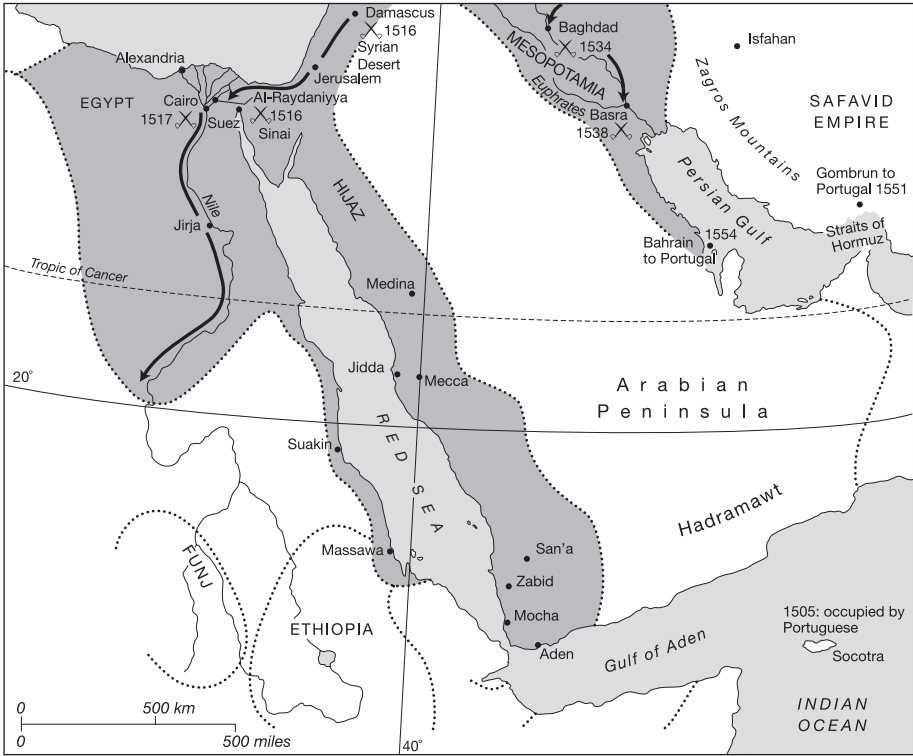 Damascus
1516
Syrian
Desert
Jerusalem
Alexandria
EGYPT
Cairo
1517
Suez
Al-Raydaniyya
1516
Sinai
HIJAZ
Nile
Jirja
Tropic of Cancer
Medina
Jidda
Mecca
20°
RED SEA
Suakin
Massawa
FUNJ
ETHIOPIA
Baghdad
1534
MESOPOTAMIA
Euphrates
Basra
1538
Isfahan
Zagros Mountains
SAFAVID
EMPIRE
Persian Gulf
Gombrun to
Portugal 1551
Straits of
Hormuz
1554
Bahrain
to Portugal
Arabian
Peninsula
Hadramawt
San'a
Zabid
Mocha
Aden
Gulf of Aden
1505: occupied by
Portuguese
Socotra
INDIAN
OCEAN
0 500 km
0 500 miles
40°